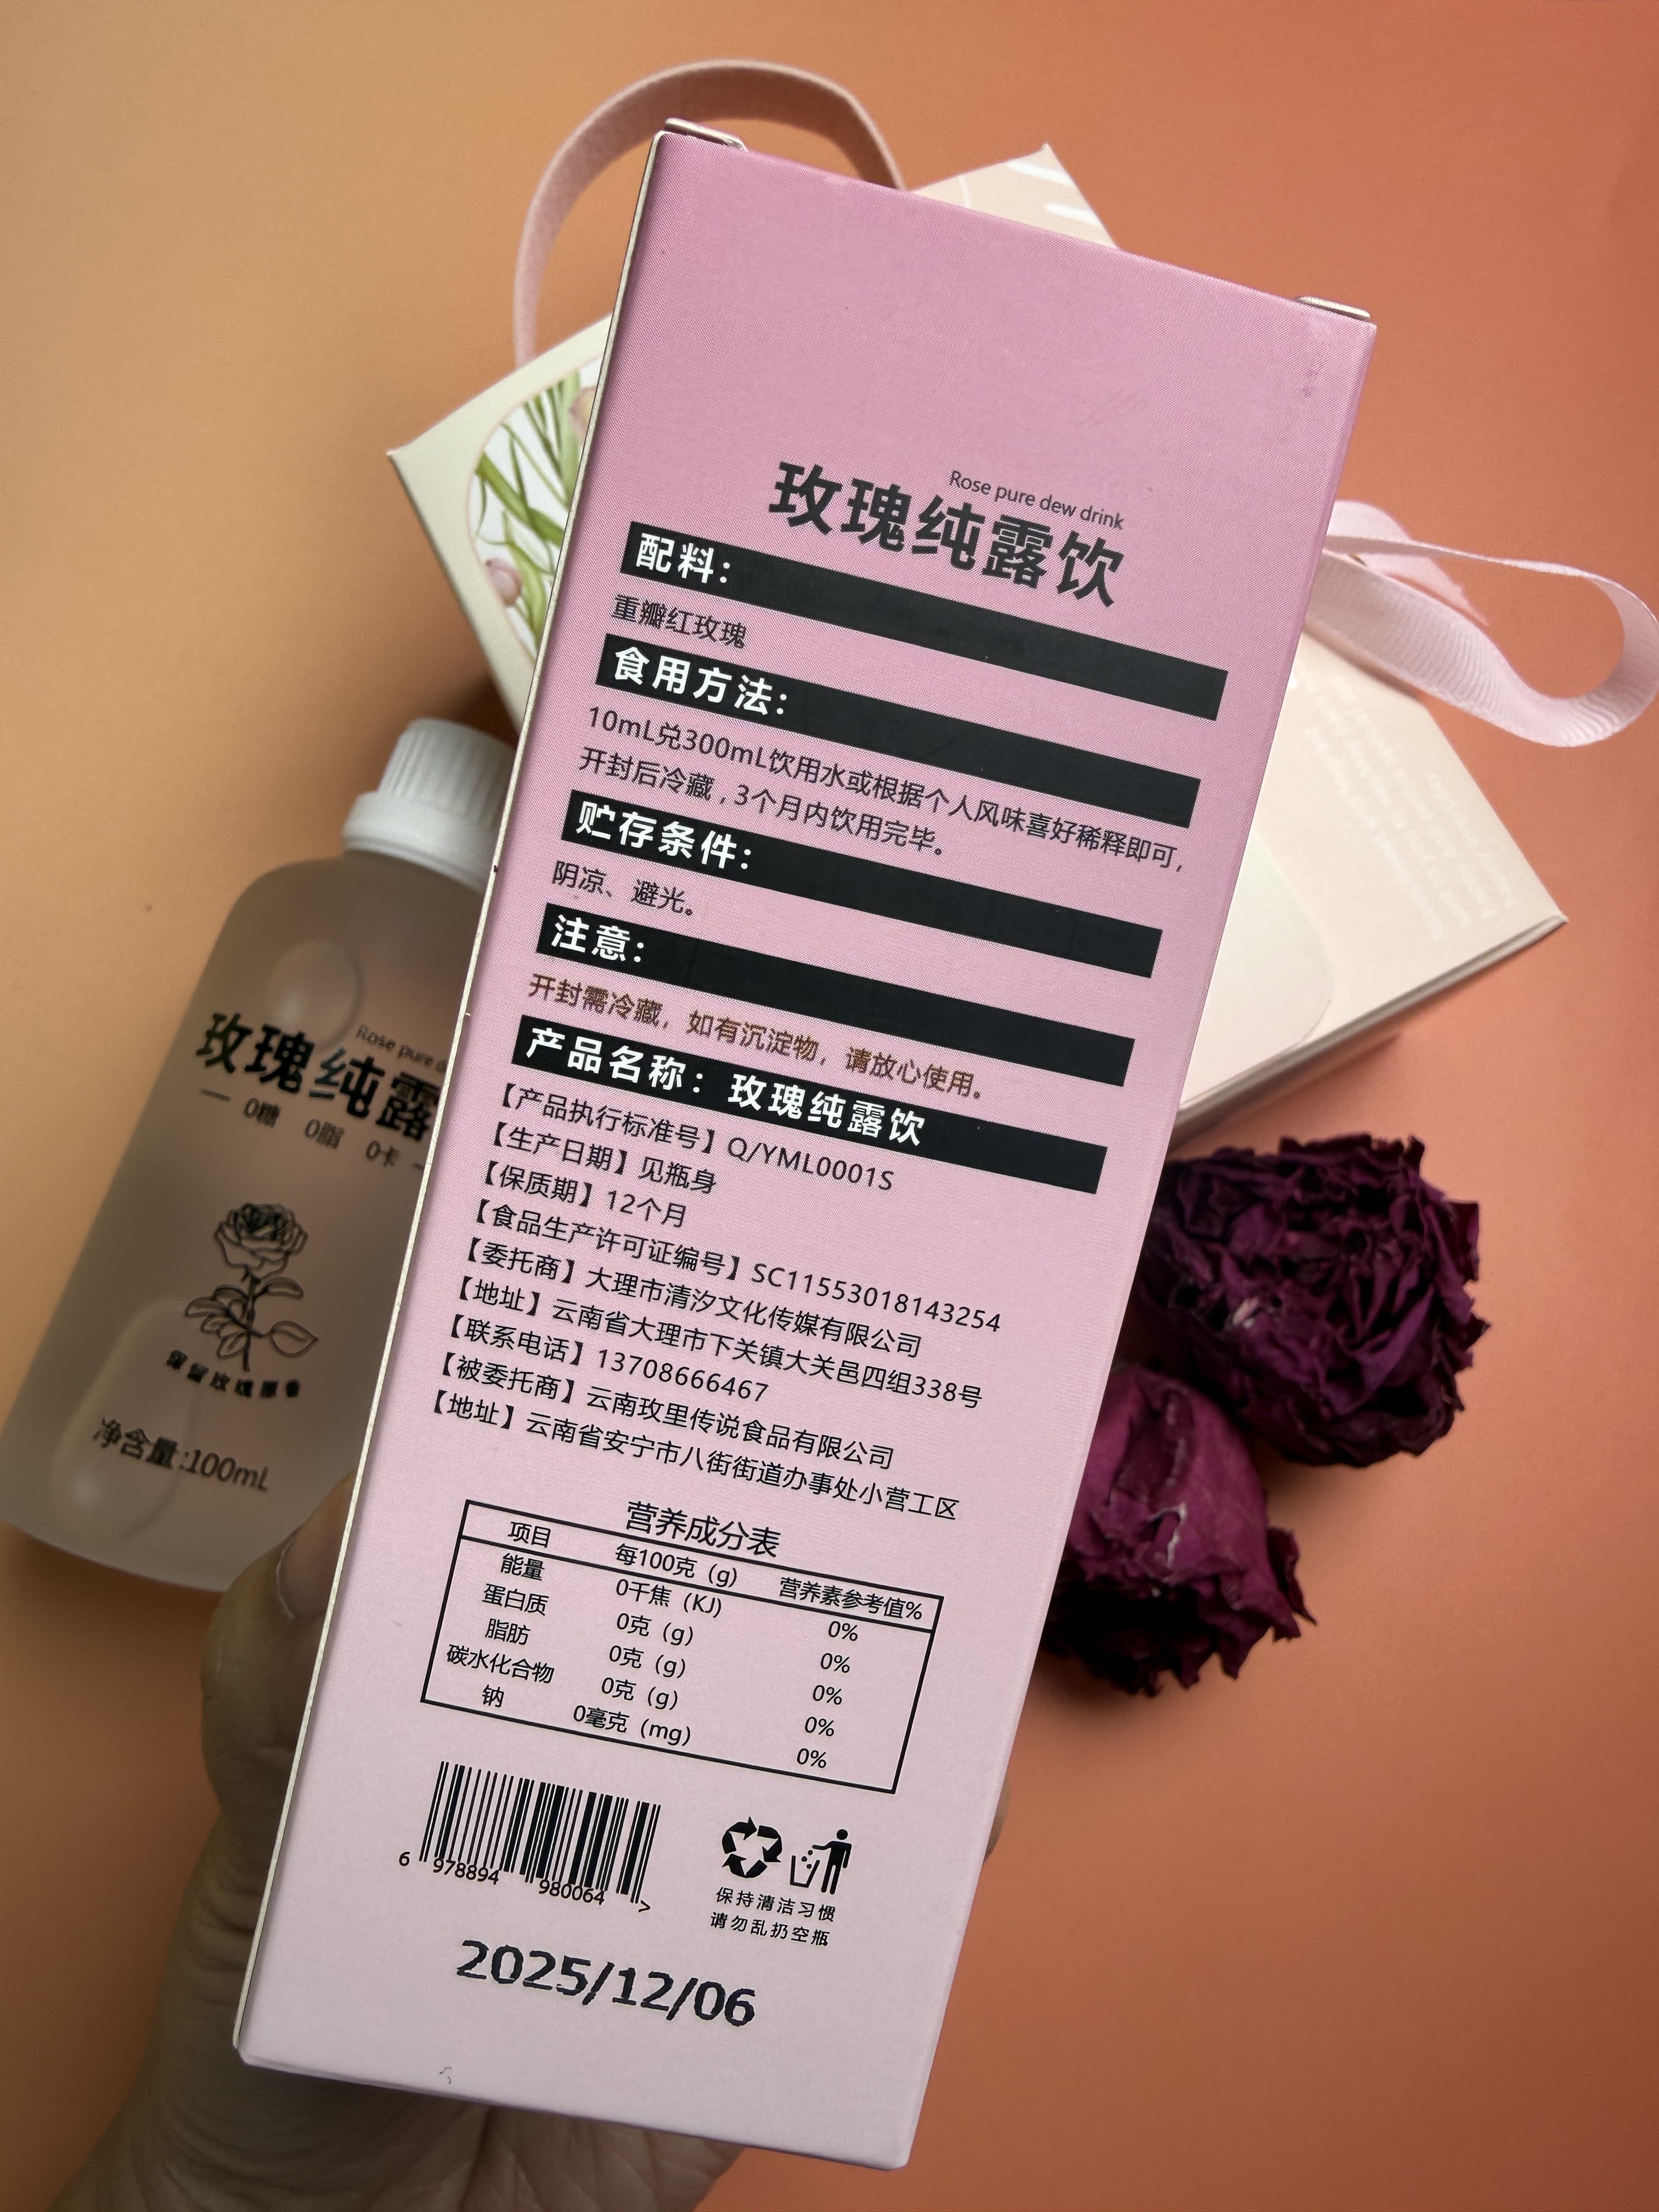 Rose pure dew drink
玫瑰纯露饮
配料：
重瓣红玫瑰
食用方法：
10mL兑300mL饮用水或根据个人风味喜好稀释即可，
开封后冷藏，3个月内饮用完毕。
贮存条件：
阴凉、避光。
注意：
开封需冷藏，如有沉淀物，请放心使用。
产品名称：玫瑰纯露饮
【产品执行标准号】Q/YML0001S
【生产日期】见瓶身
【保质期】12个月
【食品生产许可证编号】SC11553018143254
【委托商】大理市清汐文化传媒有限公司
【地址】云南省大理市下关镇大关邑四组338号
【联系电话】13708666467
【被委托商】云南玫里传说食品有限公司
【地址】云南省安宁市八街街道办事处小营工区
营养成分表
项目 每100克（g） 营养素参考值%
能量 0千焦（KJ） 0%
蛋白质 0克（g） 0%
脂肪 0克（g） 0%
碳水化合物 0克（g） 0%
钠 0毫克（mg） 0%
6 978894 980064 >
保持清洁习惯
请勿乱扔空瓶
2025/12/06
Rose pure
玫瑰纯露
0糖 0脂 0卡
保留玫瑰原香
净含量:100mL